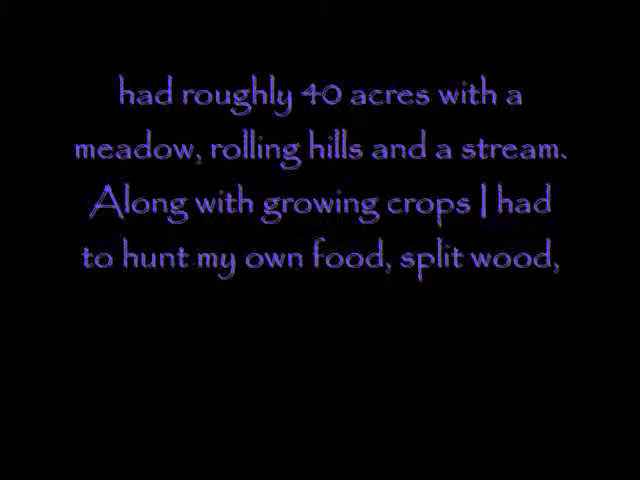 had roughly 40 acres with a
meadow, rolling hills and a stream.
Along with growing crops I had
to hunt my own food, split wood,